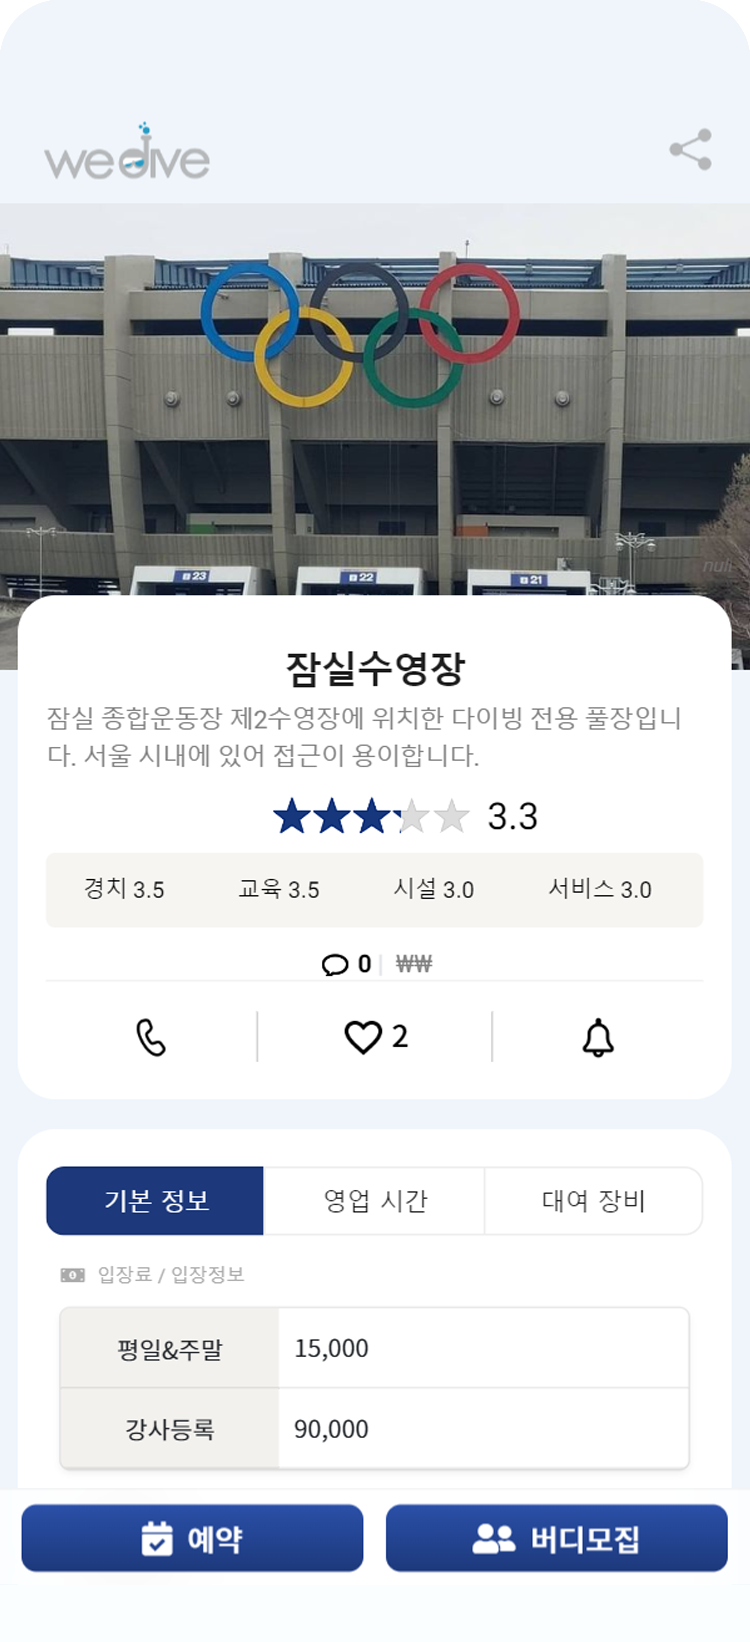 wedive
23
22
21
null
잠실수영장
잠실 종합운동장 제2수영장에 위치한 다이빙 전용 풀장입니
다. 서울 시내에 있어 접근이 용이합니다.
3.3
경치 3.5 교육 3.5 시설 3.0 서비스 3.0
0 ₩₩
2
기본 정보 영업 시간 대여 장비
입장료 / 입장정보
평일&주말 15,000
강사등록 90,000
예약 버디모집